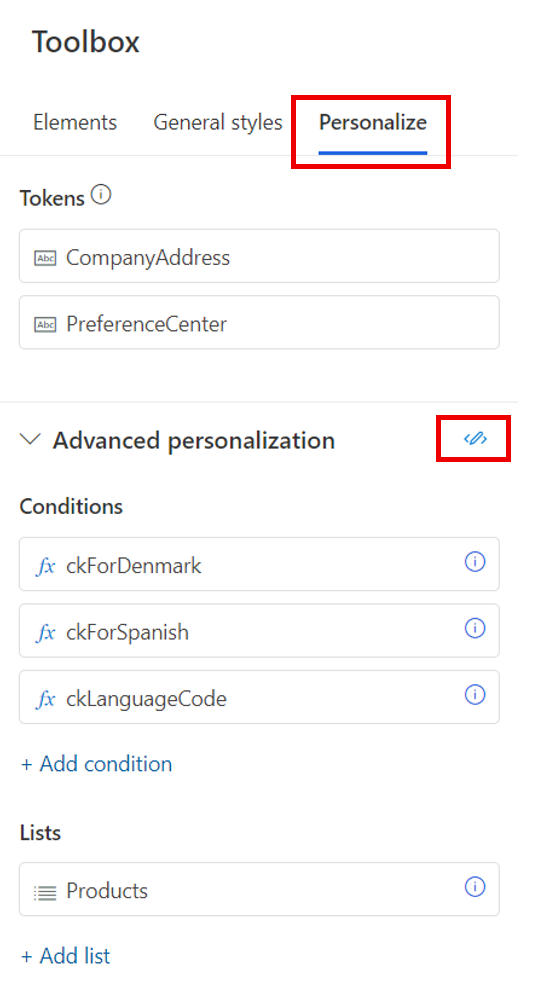 Toolbox
Elements General styles Personalize
Tokens
Abc CompanyAddress
Abc PreferenceCenter
Advanced personalization
Conditions
fx ckForDenmark
fx ckForSpanish
fx ckLanguageCode
+ Add condition
Lists
Products
+ Add list